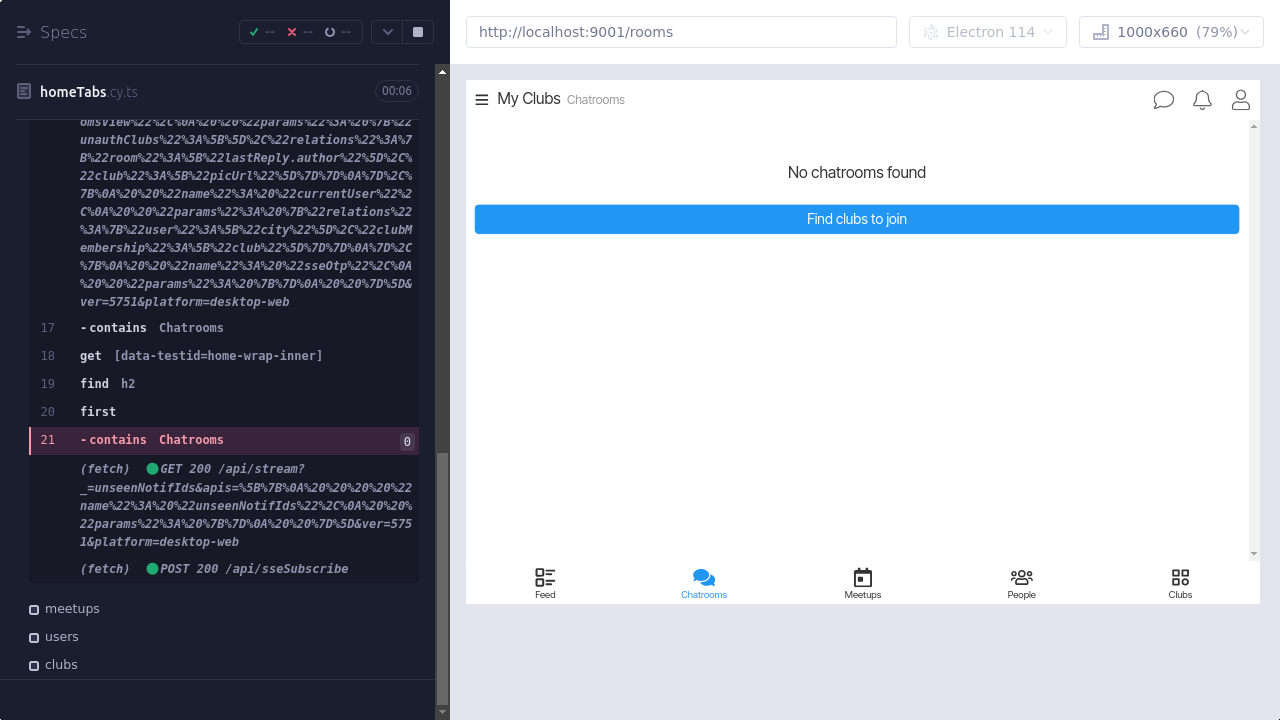 Specs
-- -- --
homeTabs.cy.ts 00:06
omsView%22%2C%0A%20%20%22params%22%3A%20%7B%22
unauthClubs%22%3A%5B%5D%2C%22relations%22%3A%7
B%22room%22%3A%5B%22lastReply.author%22%5D%2C%
22club%22%3A%5B%22picUrl%22%5D%7D%7D%0A%7D%2C%
7B%0A%20%20%22name%22%3A%20%22currentUser%22%2
C%0A%20%20%22params%22%3A%20%7B%22relations%22
%3A%7B%22user%22%3A%5B%22city%22%5D%2C%22clubM
embership%22%3A%5B%22club%22%5D%7D%7D%0A%7D%2C
%7B%0A%20%20%22name%22%3A%20%22sseOtp%22%2C%0A
%20%20%22params%22%3A%20%7B%7D%0A%20%20%7D%5D&
ver=5751&platform=desktop-web
17 -contains Chatrooms
18 get [data-testid=home-wrap-inner]
19 find h2
20 first
21 -contains Chatrooms 0
(fetch) GET 200 /api/stream?
_=unseenNotifIds&apis=%5B%7B%0A%20%20%20%20%22
name%22%3A%20%22unseenNotifIds%22%2C%0A%20%20%
22params%22%3A%20%7B%7D%0A%20%20%7D%5D&ver=575
1&platform=desktop-web
(fetch) POST 200 /api/sseSubscribe
meetups
users
clubs
http://localhost:9001/rooms
Electron 114
1000x660 (79%)
My Clubs Chatrooms
No chatrooms found
Find clubs to join
Feed
Chatrooms
Meetups
People
Clubs